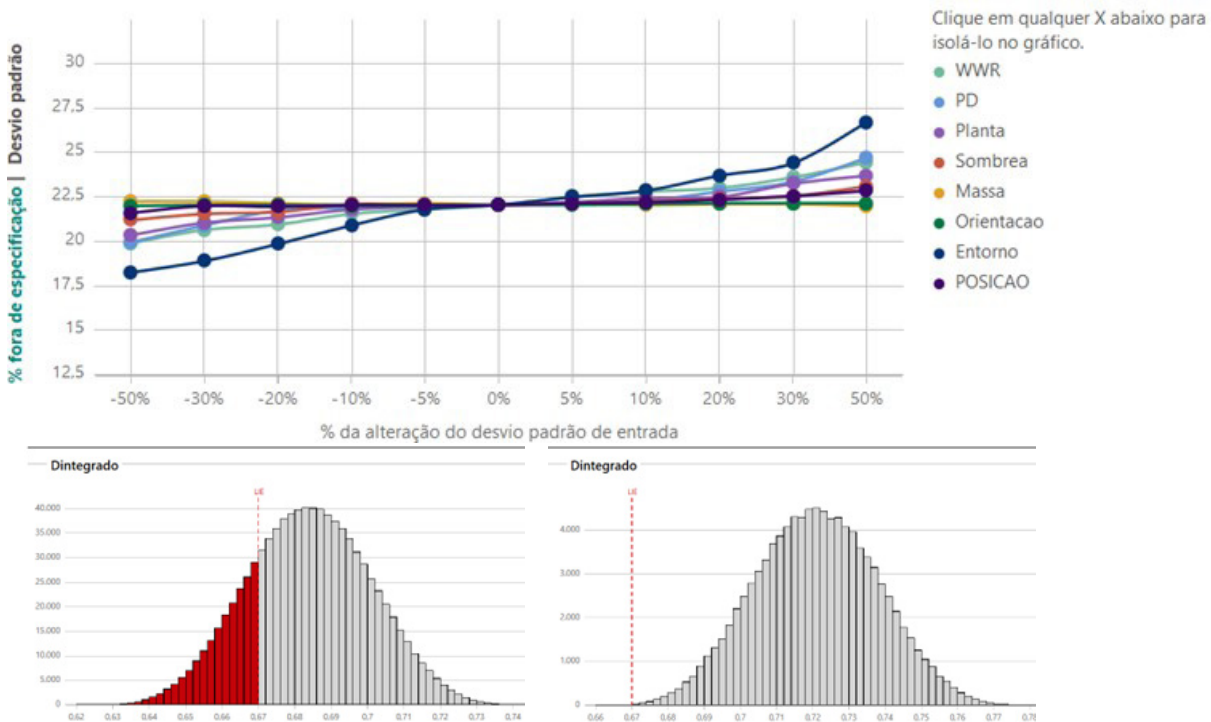 Clique em qualquer X abaixo para
isolá-lo no gráfico.
WWR
PD
Planta
Sombrea
Massa
Orientacao
Entorno
POSICAO
% fora de especificação | Desvio padrão
30
27,5
25
22,5
20
17,5
15
12,5
-50% -30% -20% -10% -5% 0% 5% 10% 20% 30% 50%
% da alteração do desvio padrão de entrada
Dintegrado
LIE
40.000
35.000
30.000
25.000
20.000
15.000
10.000
5.000
0
0,62 0,63 0,64 0,65 0,66 0,67 0,68 0,69 0,7 0,71 0,72 0,73 0,74
Dintegrado
LIE
4.000
3.000
2.000
1.000
0
0,66 0,67 0,68 0,69 0,7 0,71 0,72 0,73 0,74 0,75 0,76 0,77 0,78